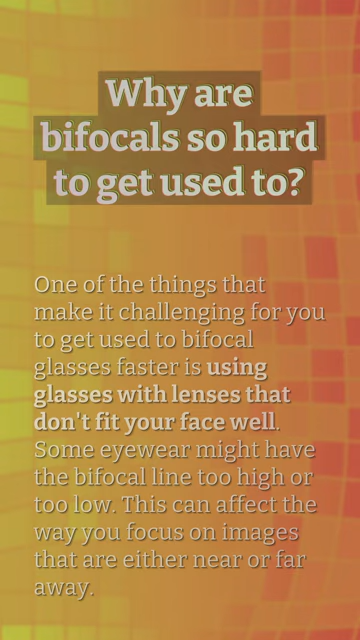 Why are
bifocals so hard
to get used to?
One of the things that
make it challenging for you
to get used to bifocal
glasses faster is using
glasses with lenses that
don't fit your face well.
Some eyewear might have
the bifocal line too high or
too low. This can affect the
way you focus on images
that are either near or far
away.